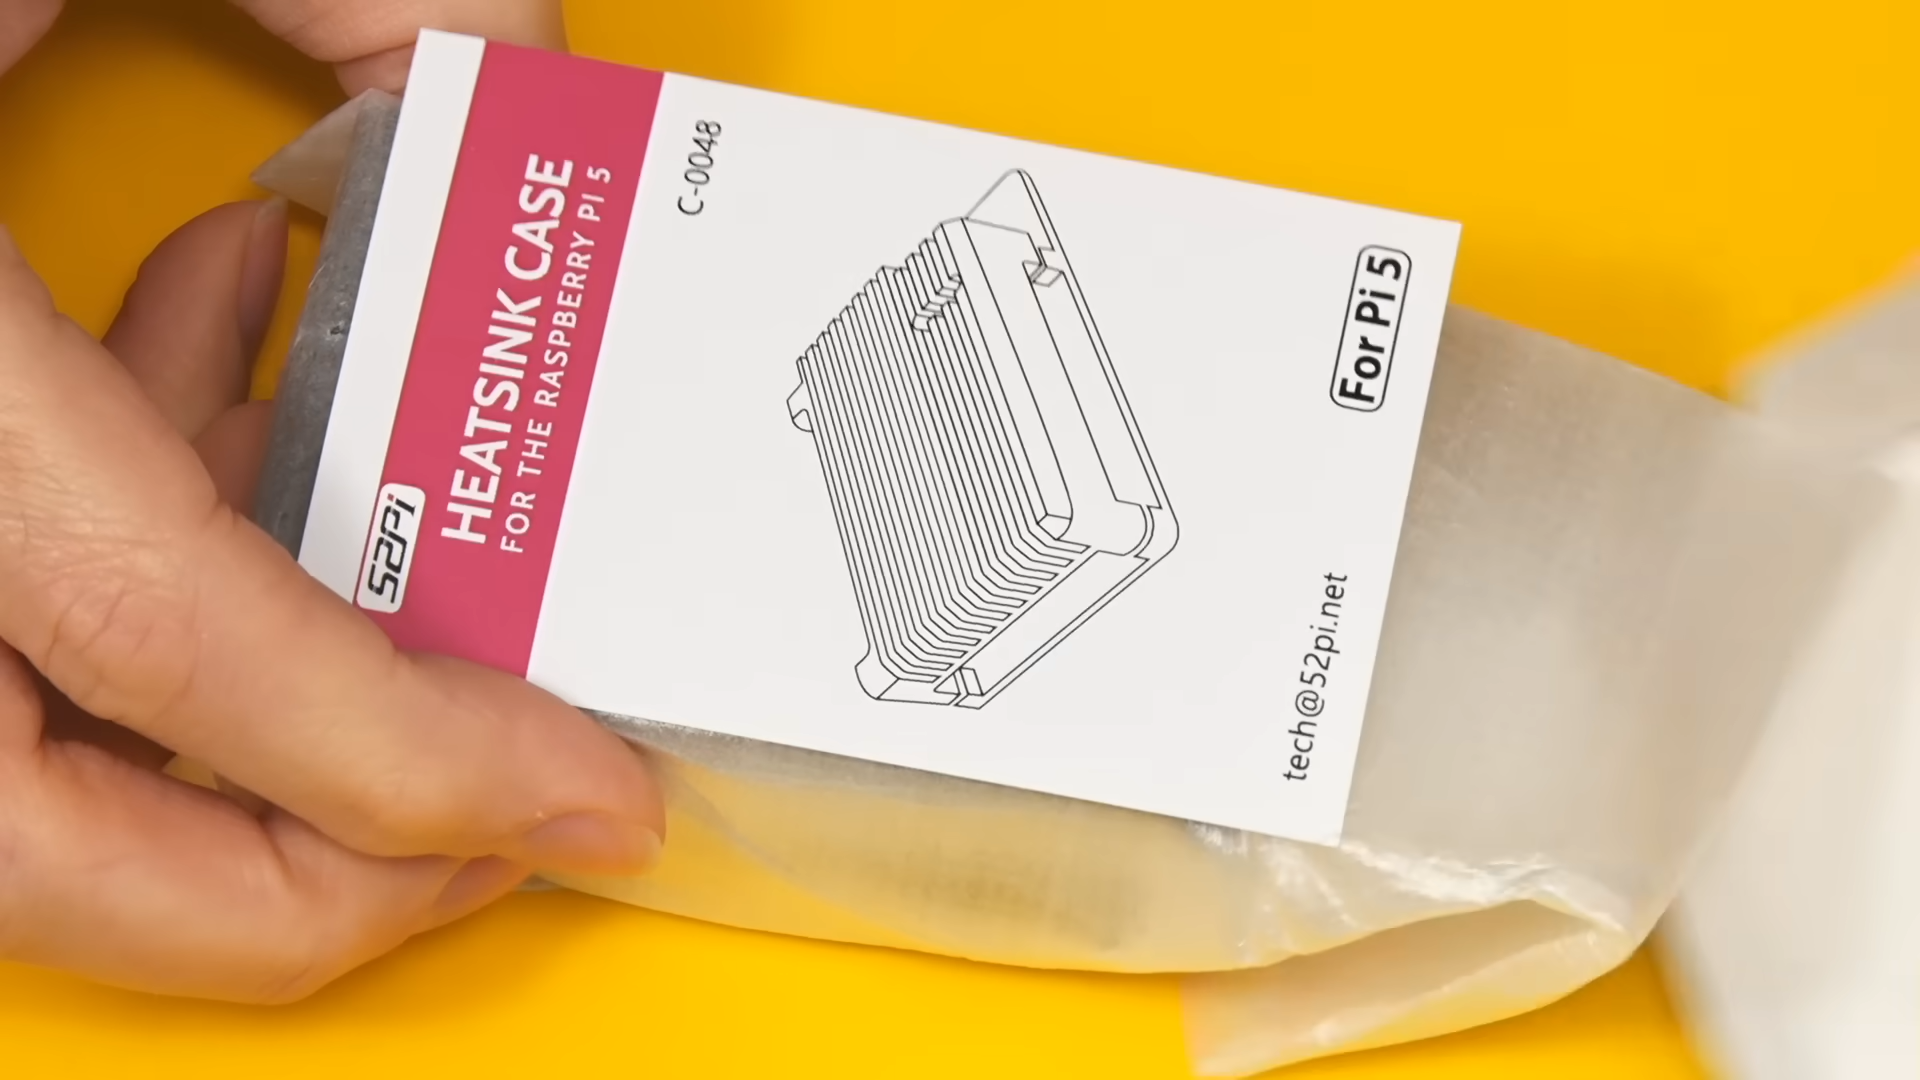 52Pi
HEATSINK CASE
FOR THE RASPBERRY PI 5
C-0048
For Pi 5
tech@52pi.net